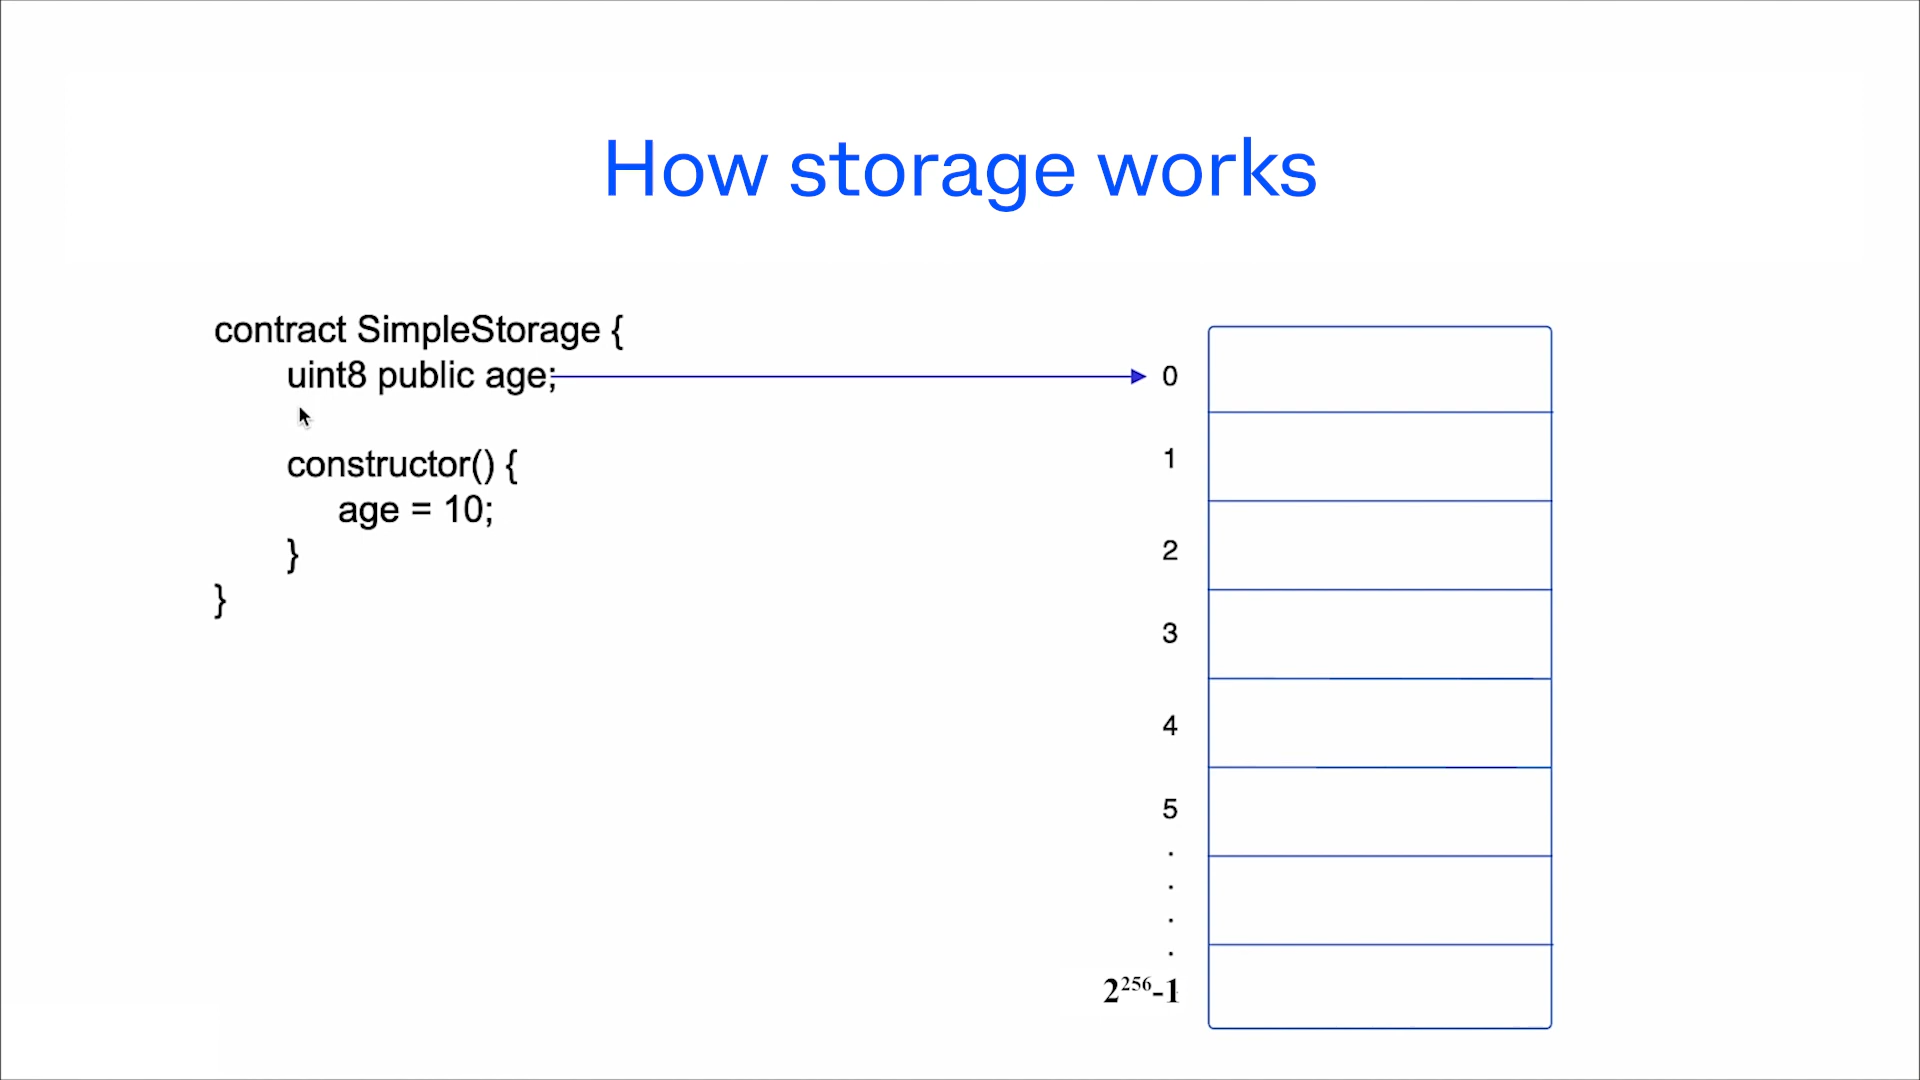 How storage works
contract SimpleStorage {
uint8 public age;
constructor() {
age = 10;
}
}
0
1
2
3
4
5
.
.
.
.
2²⁵⁶-1